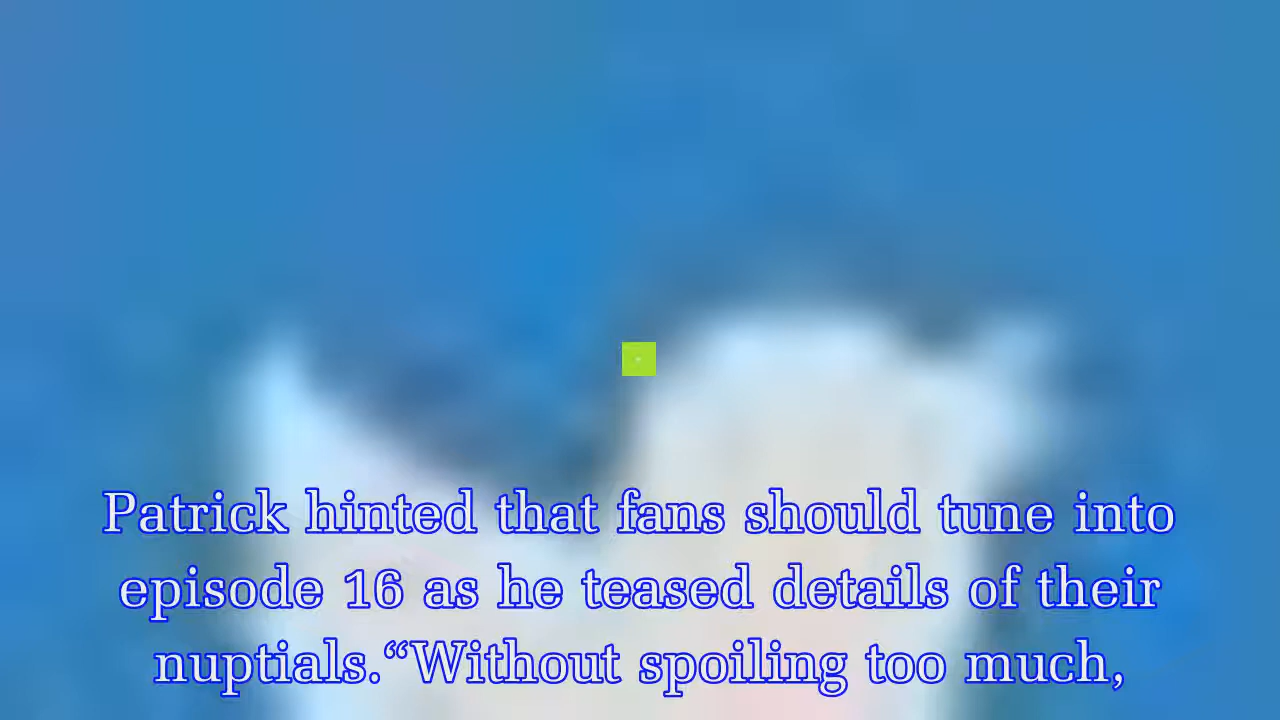 Patrick hinted that fans should tune into
episode 16 as he teased details of their
nuptials.“Without spoiling too much,